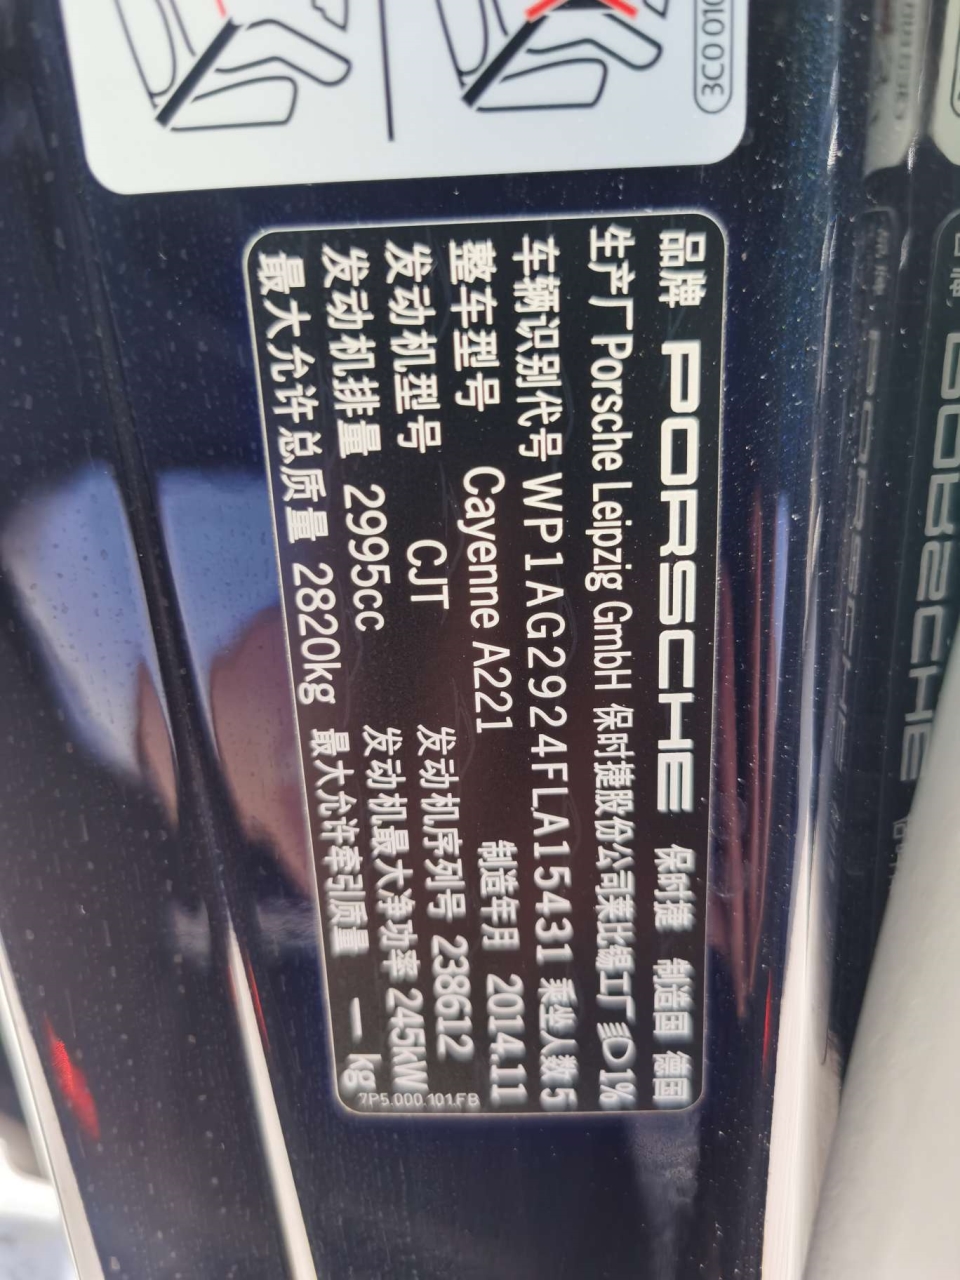 3C0 010
品牌 PORSCHE 保时捷 制造国 德国
生产厂 Porsche Leipzig GmbH 保时捷股份公司莱比锡工厂 1%
车辆识别代号 WP1AG2924FLA15431 乘坐人数 5
整车型号 Cayenne A221 制造年月 2014.11
发动机型号 CJT 发动机序列号 238612
发动机排量 2995cc 发动机最大净功率 245kW
最大允许总质量 2820kg 最大允许牵引质量 — kg
7P5.000.101.FB